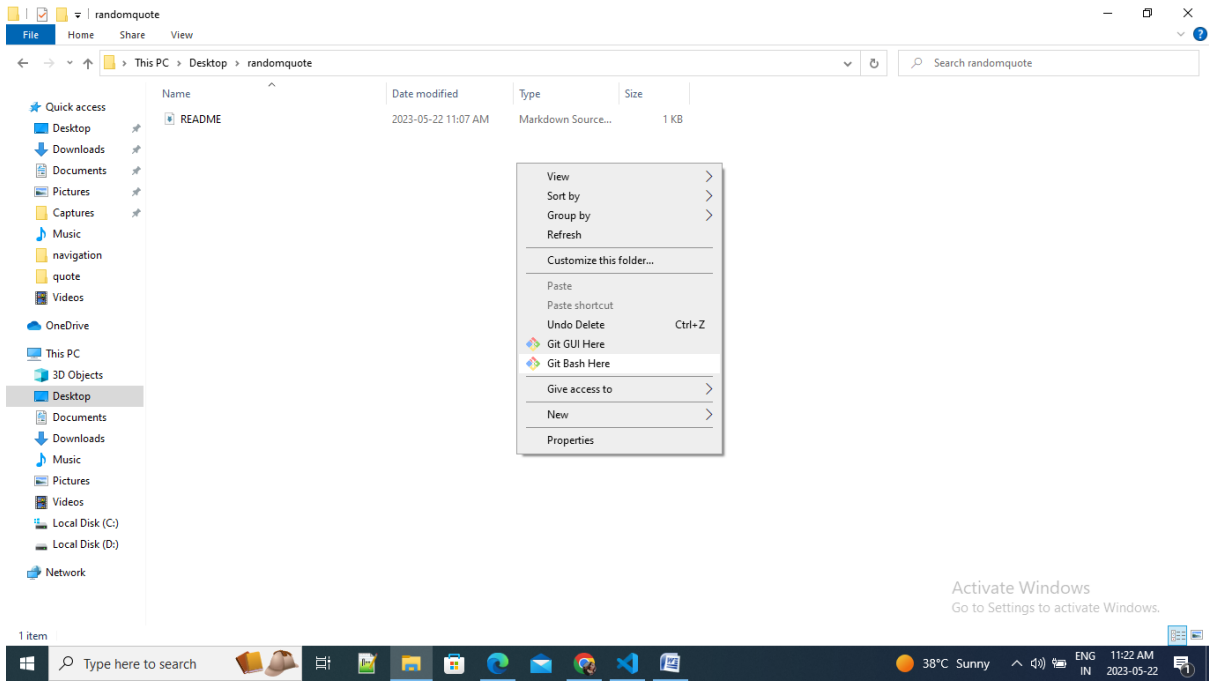 randomquote
File Home Share View
This PC > Desktop > randomquote
Search randomquote
Name Date modified Type Size
README 2023-05-22 11:07 AM Markdown Source... 1 KB
Quick access
Desktop
Downloads
Documents
Pictures
Captures
Music
navigation
quote
Videos
OneDrive
This PC
3D Objects
Desktop
Documents
Downloads
Music
Pictures
Videos
Local Disk (C:)
Local Disk (D:)
Network
View
Sort by
Group by
Refresh
Customize this folder...
Paste
Paste shortcut
Undo Delete Ctrl+Z
Git GUI Here
Git Bash Here
Give access to
New
Properties
Activate Windows
Go to Settings to activate Windows.
1 item
Type here to search
38°C Sunny
ENG
IN
11:22 AM
2023-05-22
1